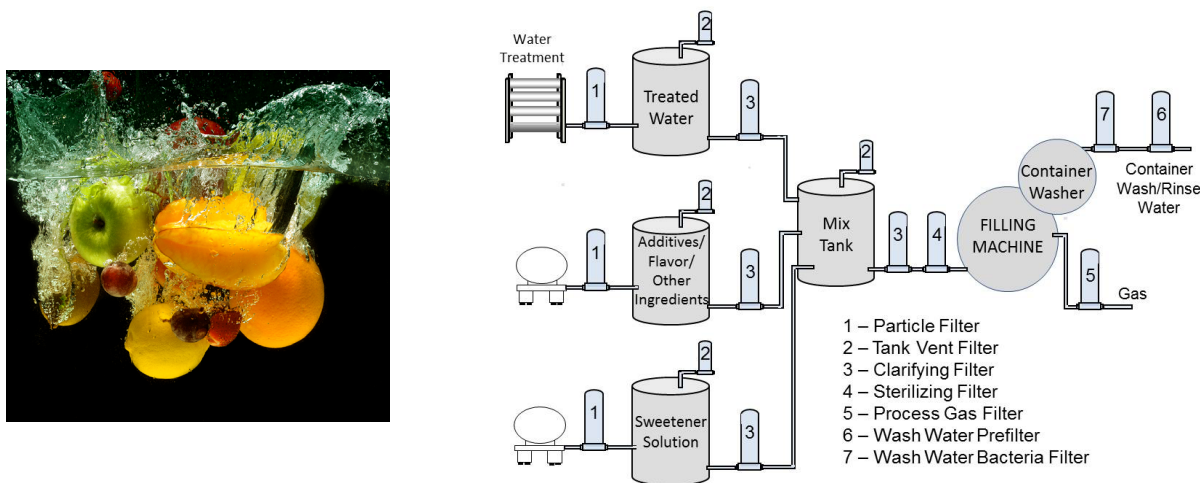 Water
Treatment
1
2
Treated
Water
3
1
2
Additives/
Flavor/
Other
Ingredients
3
1
2
Sweetener
Solution
3
2
Mix
Tank
3
4
FILLING
MACHINE
Container
Washer
7
6
Container
Wash/Rinse
Water
5
Gas
1 – Particle Filter
2 – Tank Vent Filter
3 – Clarifying Filter
4 – Sterilizing Filter
5 – Process Gas Filter
6 – Wash Water Prefilter
7 – Wash Water Bacteria Filter